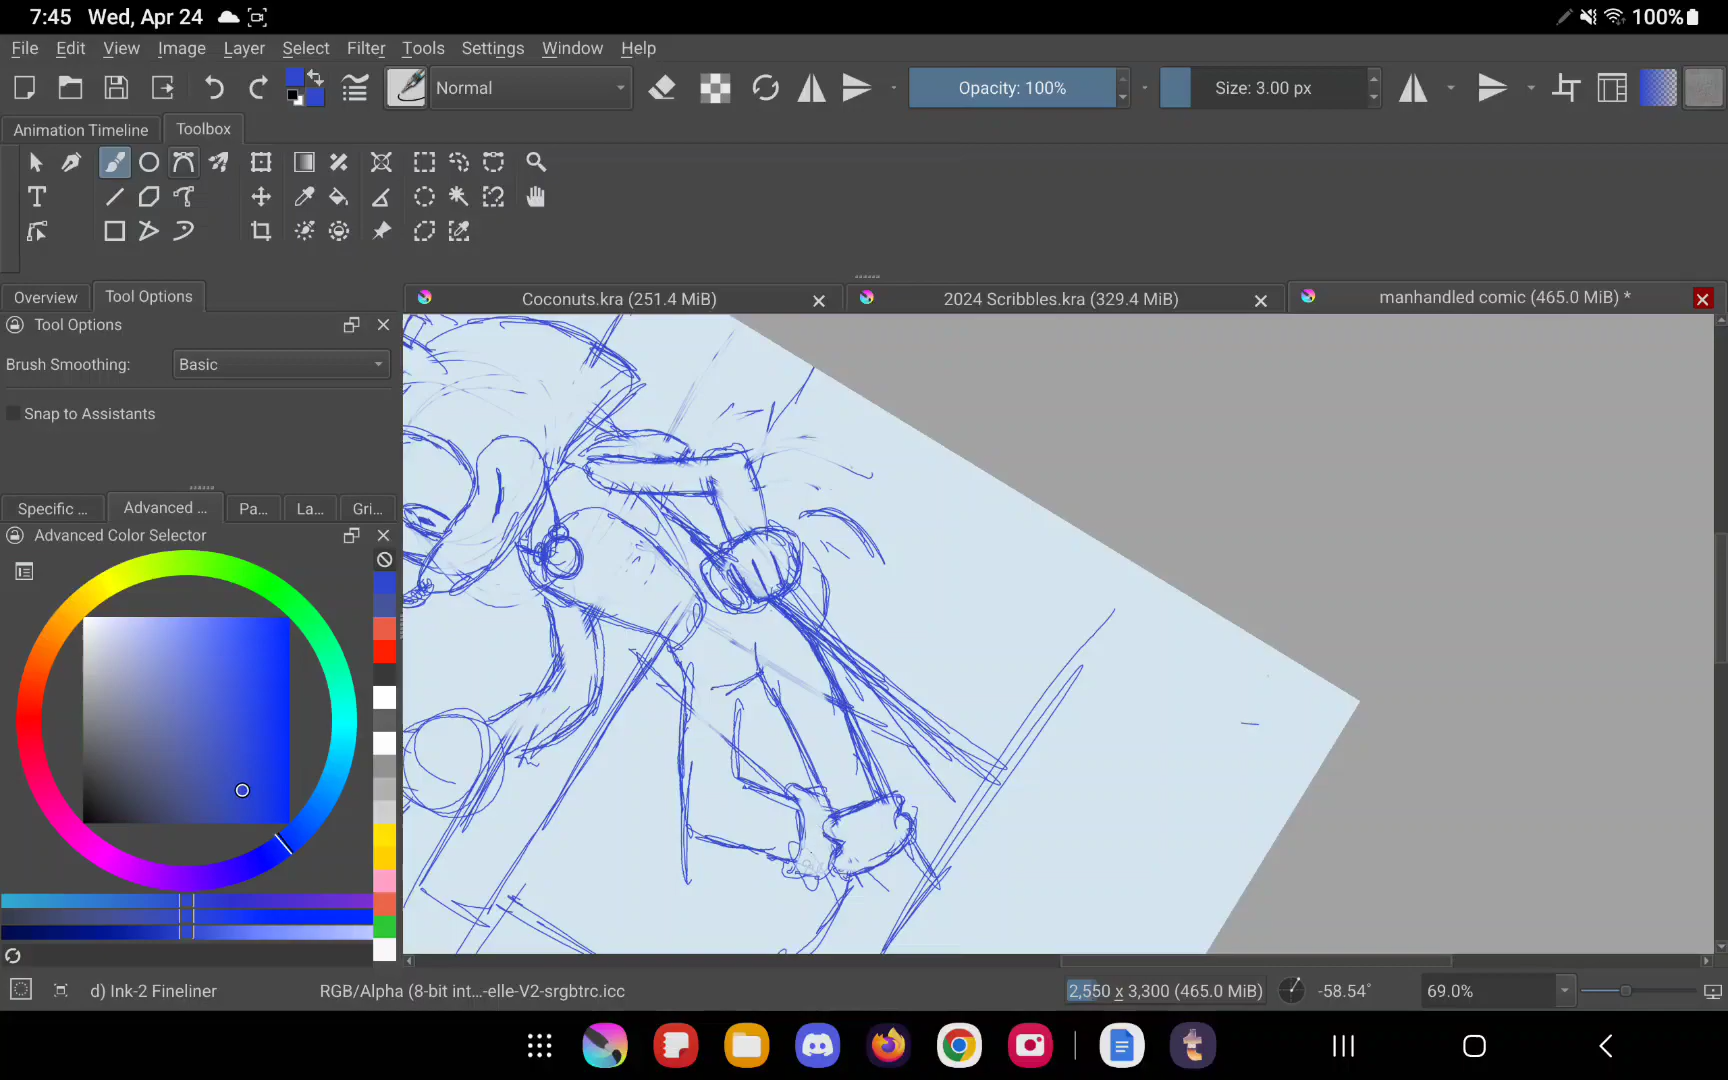 7:45 Wed, Apr 24 100%
File Edit View Image Layer Select Filter Tools Settings Window Help
Normal Opacity: 100% Size: 3.00 px
Animation Timeline Toolbox
Overview Tool Options
Coconuts.kra (251.4 MiB) 2024 Scribbles.kra (329.4 MiB) manhandled comic (465.0 MiB) *
Tool Options
Brush Smoothing: Basic
Snap to Assistants
Specific ... Advanced ... Pa... La... Gri...
Advanced Color Selector
d) Ink-2 Fineliner RGB/Alpha (8-bit int...-elle-V2-srgbtrc.icc 2,550 x 3,300 (465.0 MiB) -58.54° 69.0%